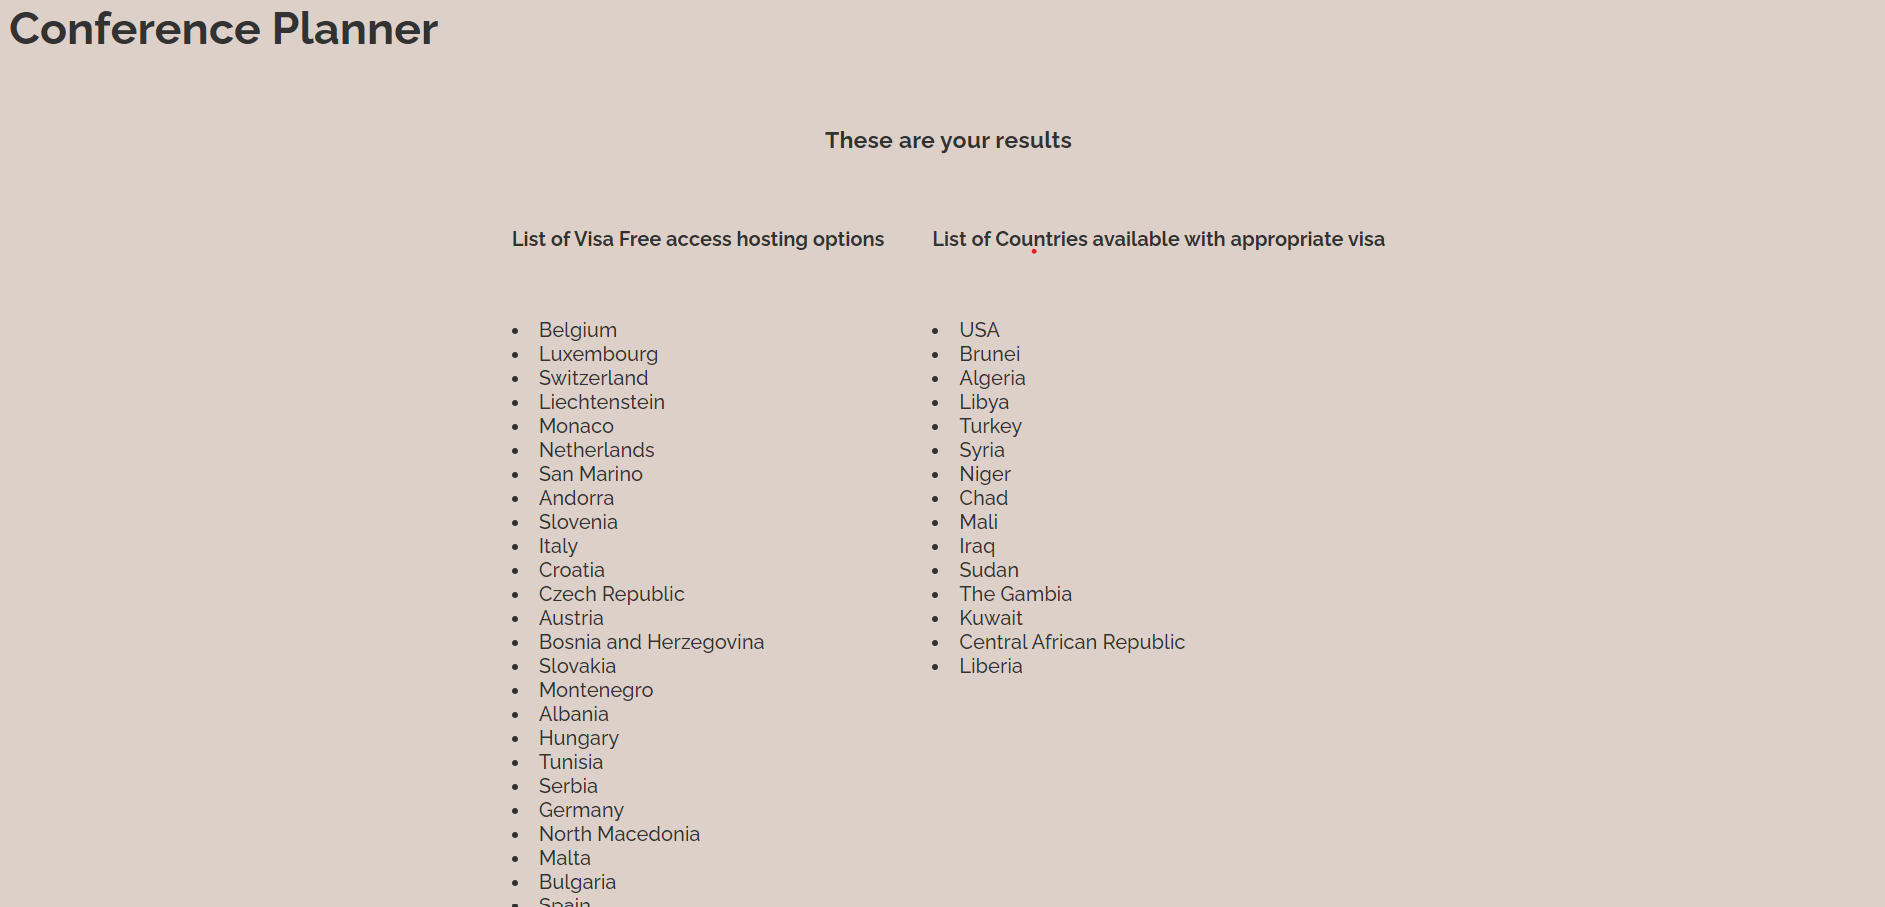 Conference Planner
These are your results
List of Visa Free access hosting options
Belgium
Luxembourg
Switzerland
Liechtenstein
Monaco
Netherlands
San Marino
Andorra
Slovenia
Italy
Croatia
Czech Republic
Austria
Bosnia and Herzegovina
Slovakia
Montenegro
Albania
Hungary
Tunisia
Serbia
Germany
North Macedonia
Malta
Bulgaria
Spain
List of Countries available with appropriate visa
USA
Brunei
Algeria
Libya
Turkey
Syria
Niger
Chad
Mali
Iraq
Sudan
The Gambia
Kuwait
Central African Republic
Liberia